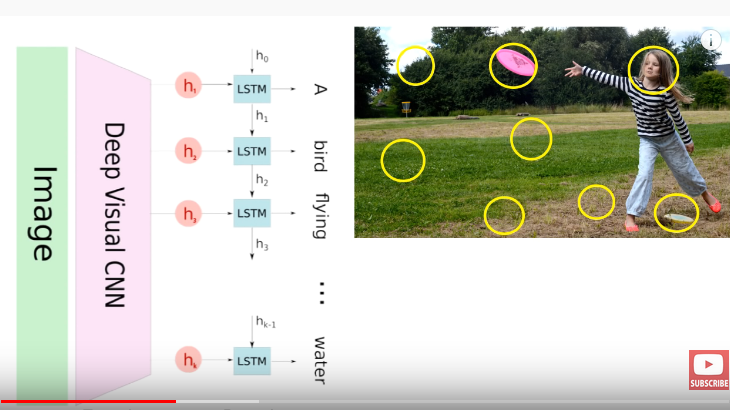 Image
Deep Visual CNN
h₀
h₁
LSTM
A
h₁
h₂
LSTM
bird
h₂
h₃
LSTM
flying
h₃
...
hₖ₋₁
hₖ
LSTM
water
i
SUBSCRIBE